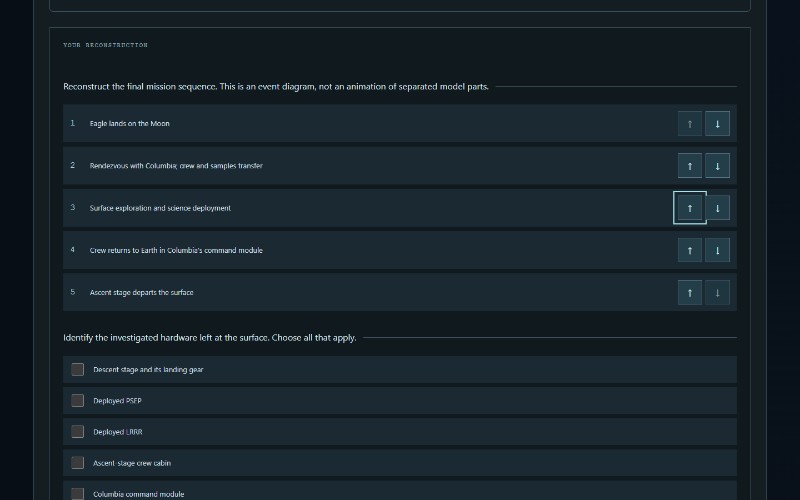 YOUR RECONSTRUCTION
Reconstruct the final mission sequence. This is an event diagram, not an animation of separated model parts.
1 Eagle lands on the Moon ↑ ↓
2 Rendezvous with Columbia; crew and samples transfer ↑ ↓
3 Surface exploration and science deployment ↑ ↓
4 Crew returns to Earth in Columbia's command module ↑ ↓
5 Ascent stage departs the surface ↑ ↓
Identify the investigated hardware left at the surface. Choose all that apply.
Descent stage and its landing gear
Deployed PSEP
Deployed LRRR
Ascent-stage crew cabin
Columbia command module